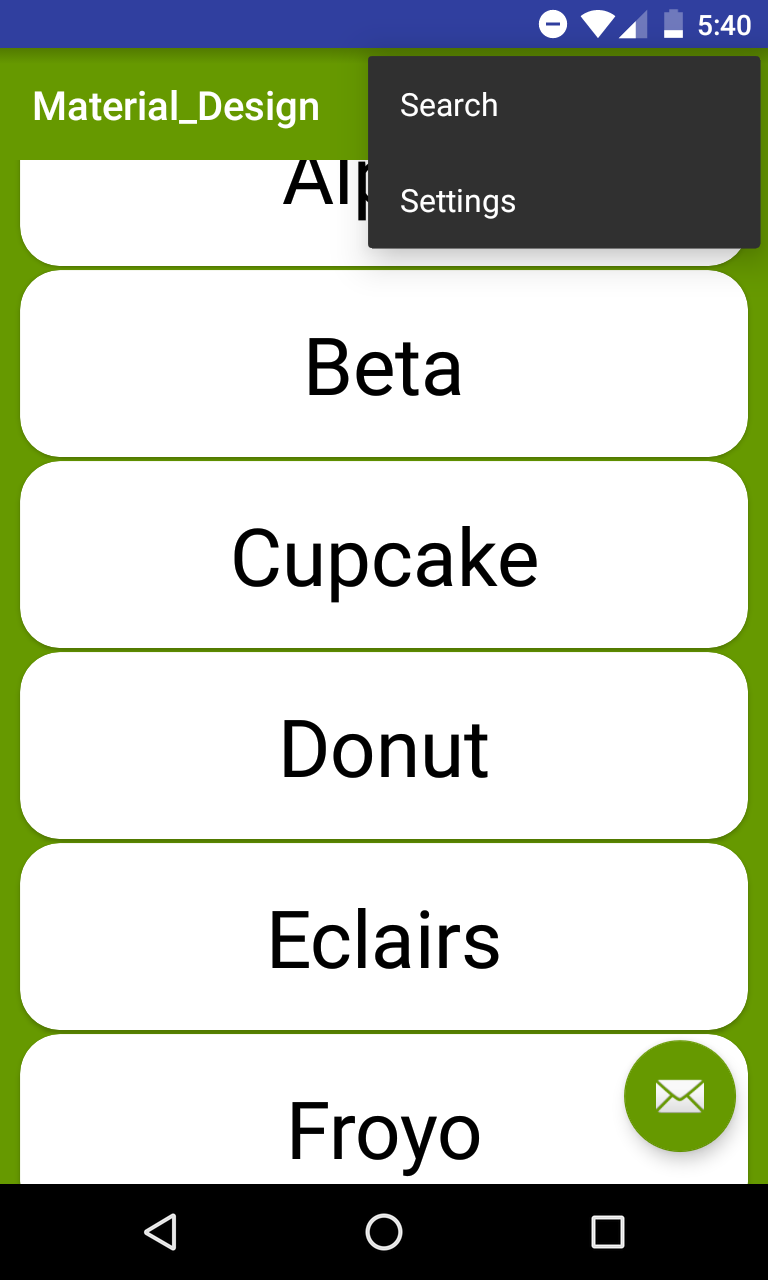 5:40
Material_Design
Search
Settings
Beta
Cupcake
Donut
Eclairs
Froyo